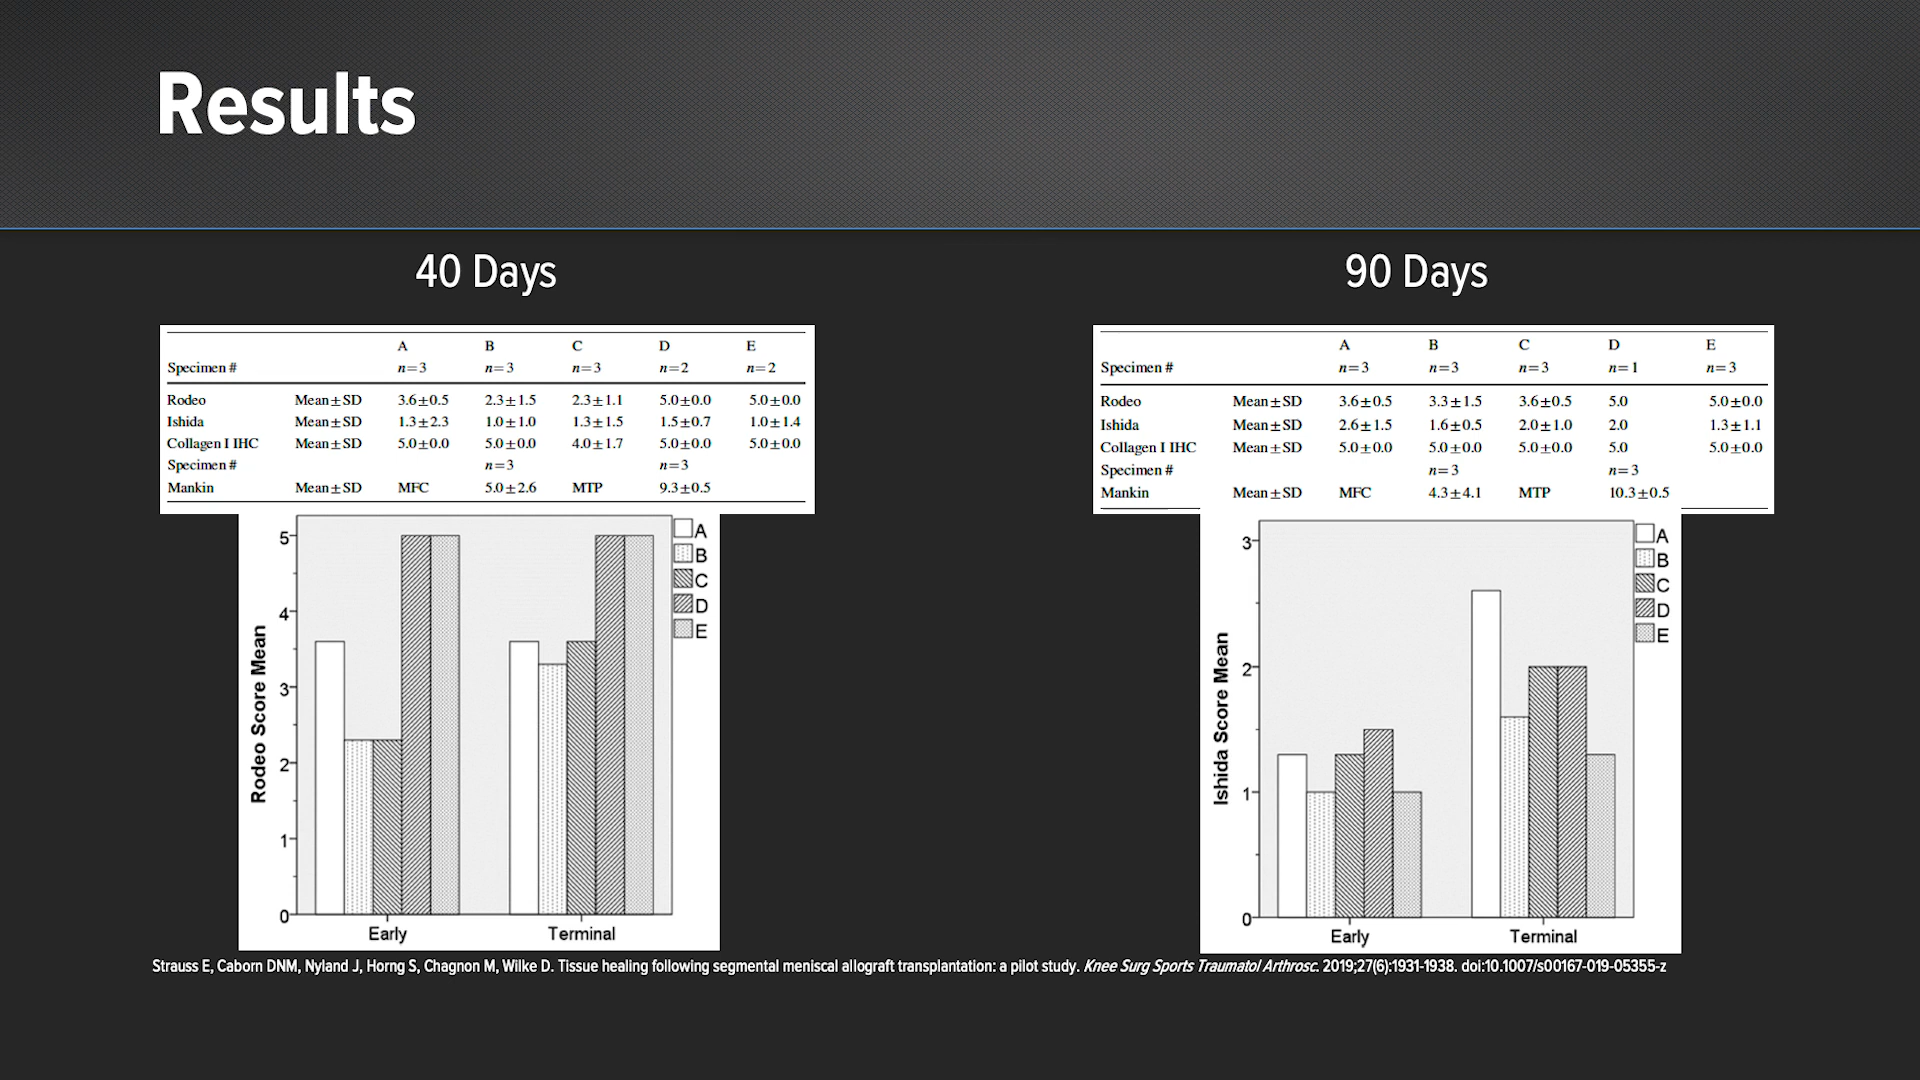 Results
40 Days
A B C D E
Specimen # n=3 n=3 n=3 n=2 n=2
Rodeo Mean±SD 3.6±0.5 2.3±1.5 2.3±1.1 5.0±0.0 5.0±0.0
Ishida Mean±SD 1.3±2.3 1.0±1.0 1.3±1.5 1.5±0.7 1.0±1.4
Collagen I IHC Mean±SD 5.0±0.0 5.0±0.0 4.0±1.7 5.0±0.0 5.0±0.0
Specimen # n=3 n=3
Mankin Mean±SD MFC 5.0±2.6 MTP 9.3±0.5
Rodeo Score Mean
5
4
3
2
1
0
Early Terminal
A
B
C
D
E
90 Days
A B C D E
Specimen # n=3 n=3 n=3 n=1 n=3
Rodeo Mean±SD 3.6±0.5 3.3±1.5 3.6±0.5 5.0 5.0±0.0
Ishida Mean±SD 2.6±1.5 1.6±0.5 2.0±1.0 2.0 1.3±1.1
Collagen I IHC Mean±SD 5.0±0.0 5.0±0.0 5.0±0.0 5.0 5.0±0.0
Specimen # n=3 n=3
Mankin Mean±SD MFC 4.3±4.1 MTP 10.3±0.5
Ishida Score Mean
3
2
1
0
Early Terminal
A
B
C
D
E
Strauss E, Caborn DNM, Nyland J, Horng S, Chagnon M, Wilke D. Tissue healing following segmental meniscal allograft transplantation: a pilot study. Knee Surg Sports Traumatol Arthrosc. 2019;27(6):1931-1938. doi:10.1007/s00167-019-05355-z